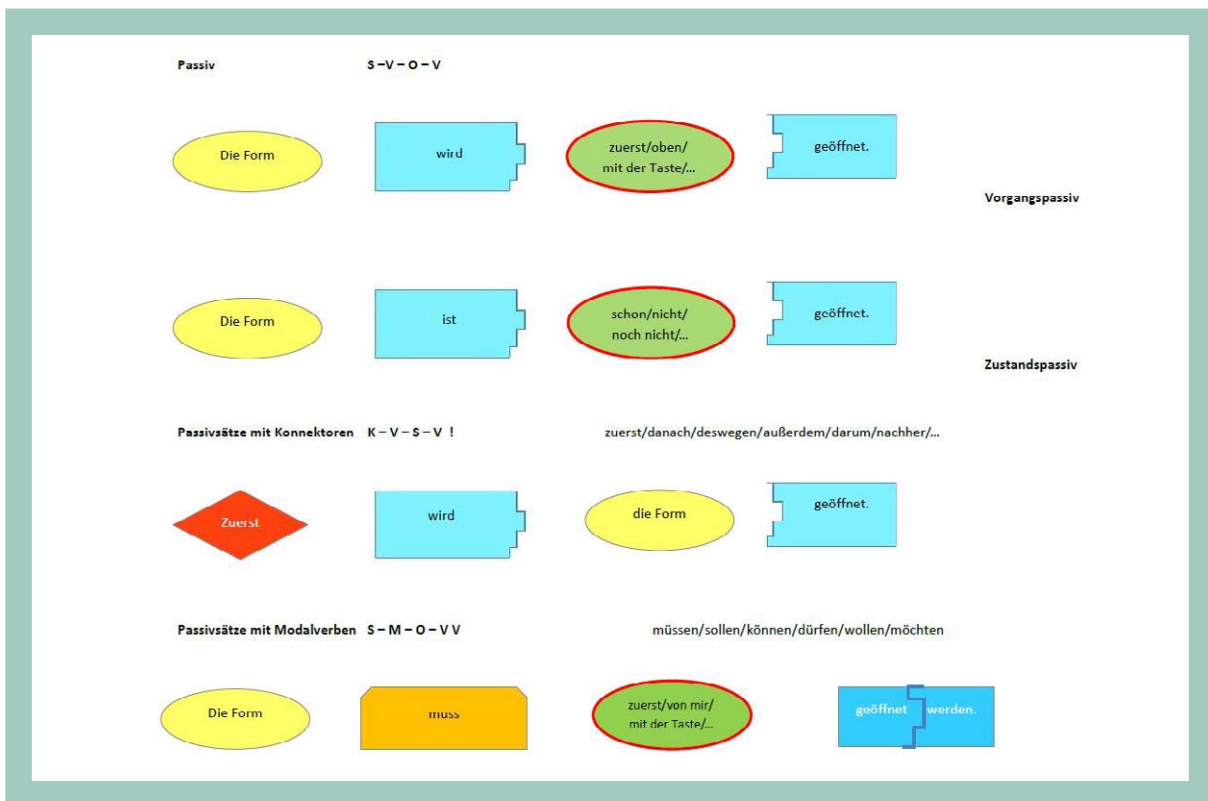 Passiv S –V – O – V
Die Form wird zuerst/oben/ geöffnet.
mit der Taste/...
Vorgangspassiv
Die Form ist schon/nicht/ geöffnet.
noch nicht/...
Zustandspassiv
Passivsätze mit Konnektoren K – V – S – V ! zuerst/danach/deswegen/außerdem/darum/nachher/...
Zuerst wird die Form geöffnet.
Passivsätze mit Modalverben S – M – O – V V müssen/sollen/können/dürfen/wollen/möchten
Die Form muss zuerst/von mir/ geöffnet werden.
mit der Taste/...